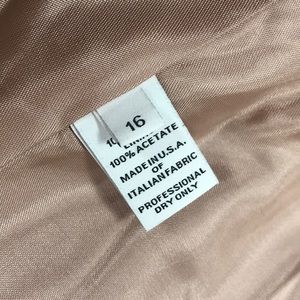 16
100% ACETATE
MADE IN U.S.A.
OF
ITALIAN FABRIC
PROFESSIONAL
DRY ONLY